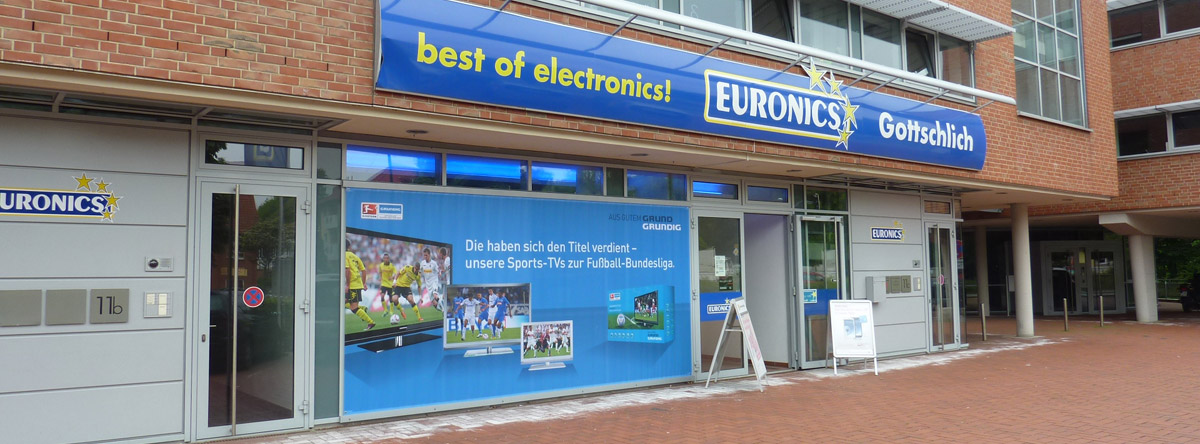 best of electronics!
EURONICS
Gottschlich
URONICS
AUS GUTEM GRUND
GRUNDIG
Die haben sich den Titel verdient –
unsere Sports-TVs zur Fußball-Bundesliga.
EURONICS
EURONICS
11b